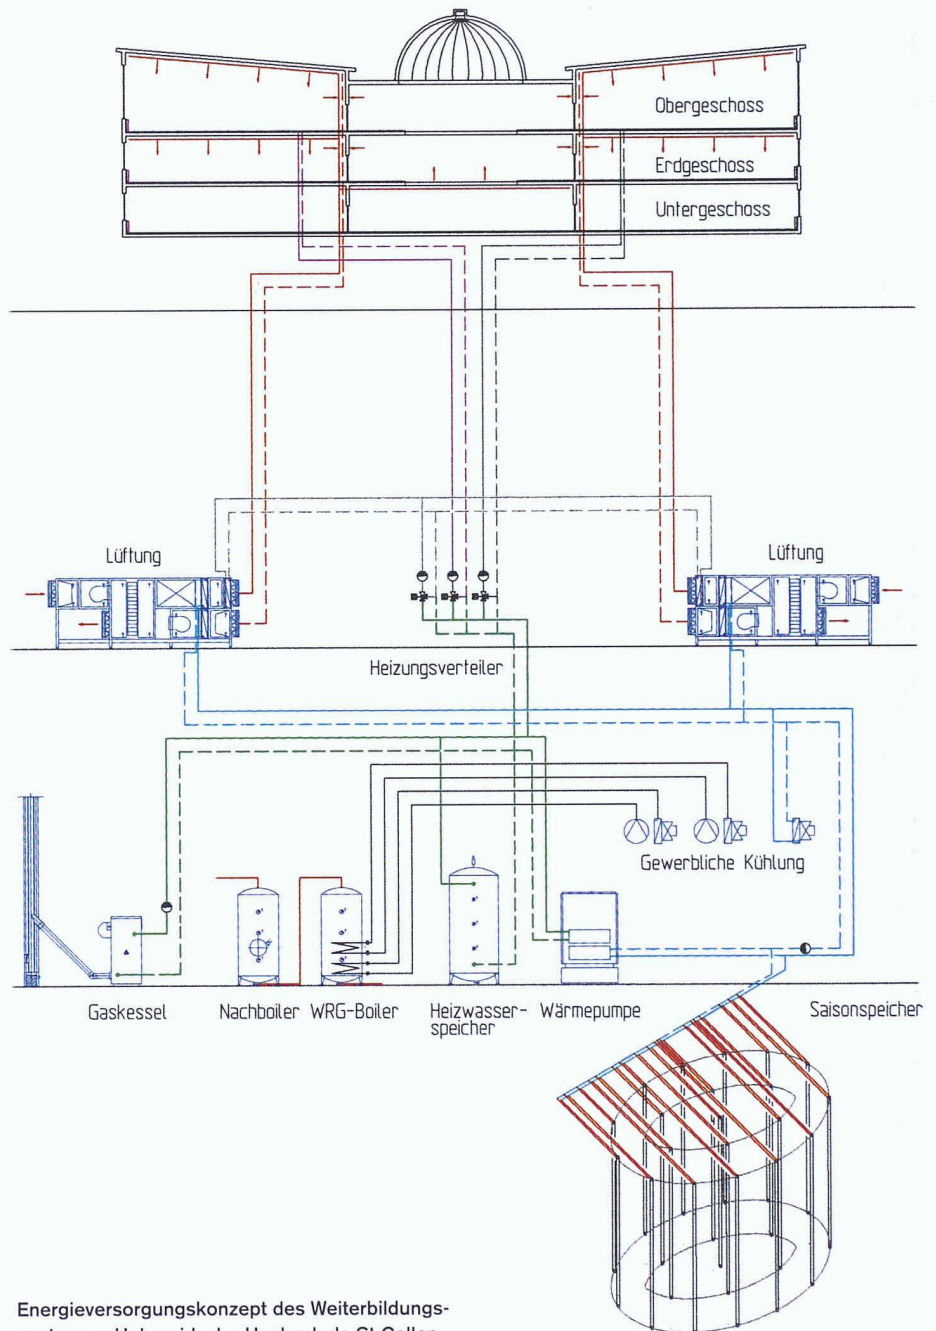 Obergeschoss
Erdgeschoss
Untergeschoss
Lüftung
Lüftung
Heizungsverteiler
Gewerbliche Kühlung
Gaskessel
Nachboiler
WRG-Boiler
Heizwasser-
speicher
Wärmepumpe
Saisonspeicher
Energieversorgungskonzept des Weiterbildungs-